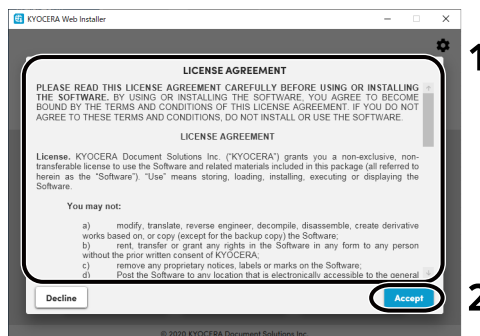 KYOCERA Web Installer
LICENSE AGREEMENT
PLEASE READ THIS LICENSE AGREEMENT CAREFULLY BEFORE USING OR INSTALLING
THE SOFTWARE. BY USING OR INSTALLING THE SOFTWARE, YOU AGREE TO BECOME
BOUND BY THE TERMS AND CONDITIONS OF THIS LICENSE AGREEMENT. IF YOU DO NOT
AGREE TO THESE TERMS AND CONDITIONS, DO NOT INSTALL OR USE THE SOFTWARE.
LICENSE AGREEMENT
License. KYOCERA Document Solutions Inc. ("KYOCERA") grants you a non-exclusive, non-
transferable license to use the Software and related materials included in this package (all referred to
herein as the "Software"). "Use" means storing, loading, installing, executing or displaying the
Software.
You may not:
a) modify, translate, reverse engineer, decompile, disassemble, create derivative
works based on, or copy (except for the backup copy) the Software;
b) rent, transfer or grant any rights in the Software in any form to any person
without the prior written consent of KYOCERA;
c) remove any proprietary notices, labels or marks on the Software;
d) Post the Software to any location that is electronically accessible to the general
Decline
Accept
© 2020 KYOCERA Document Solutions Inc.
1
2